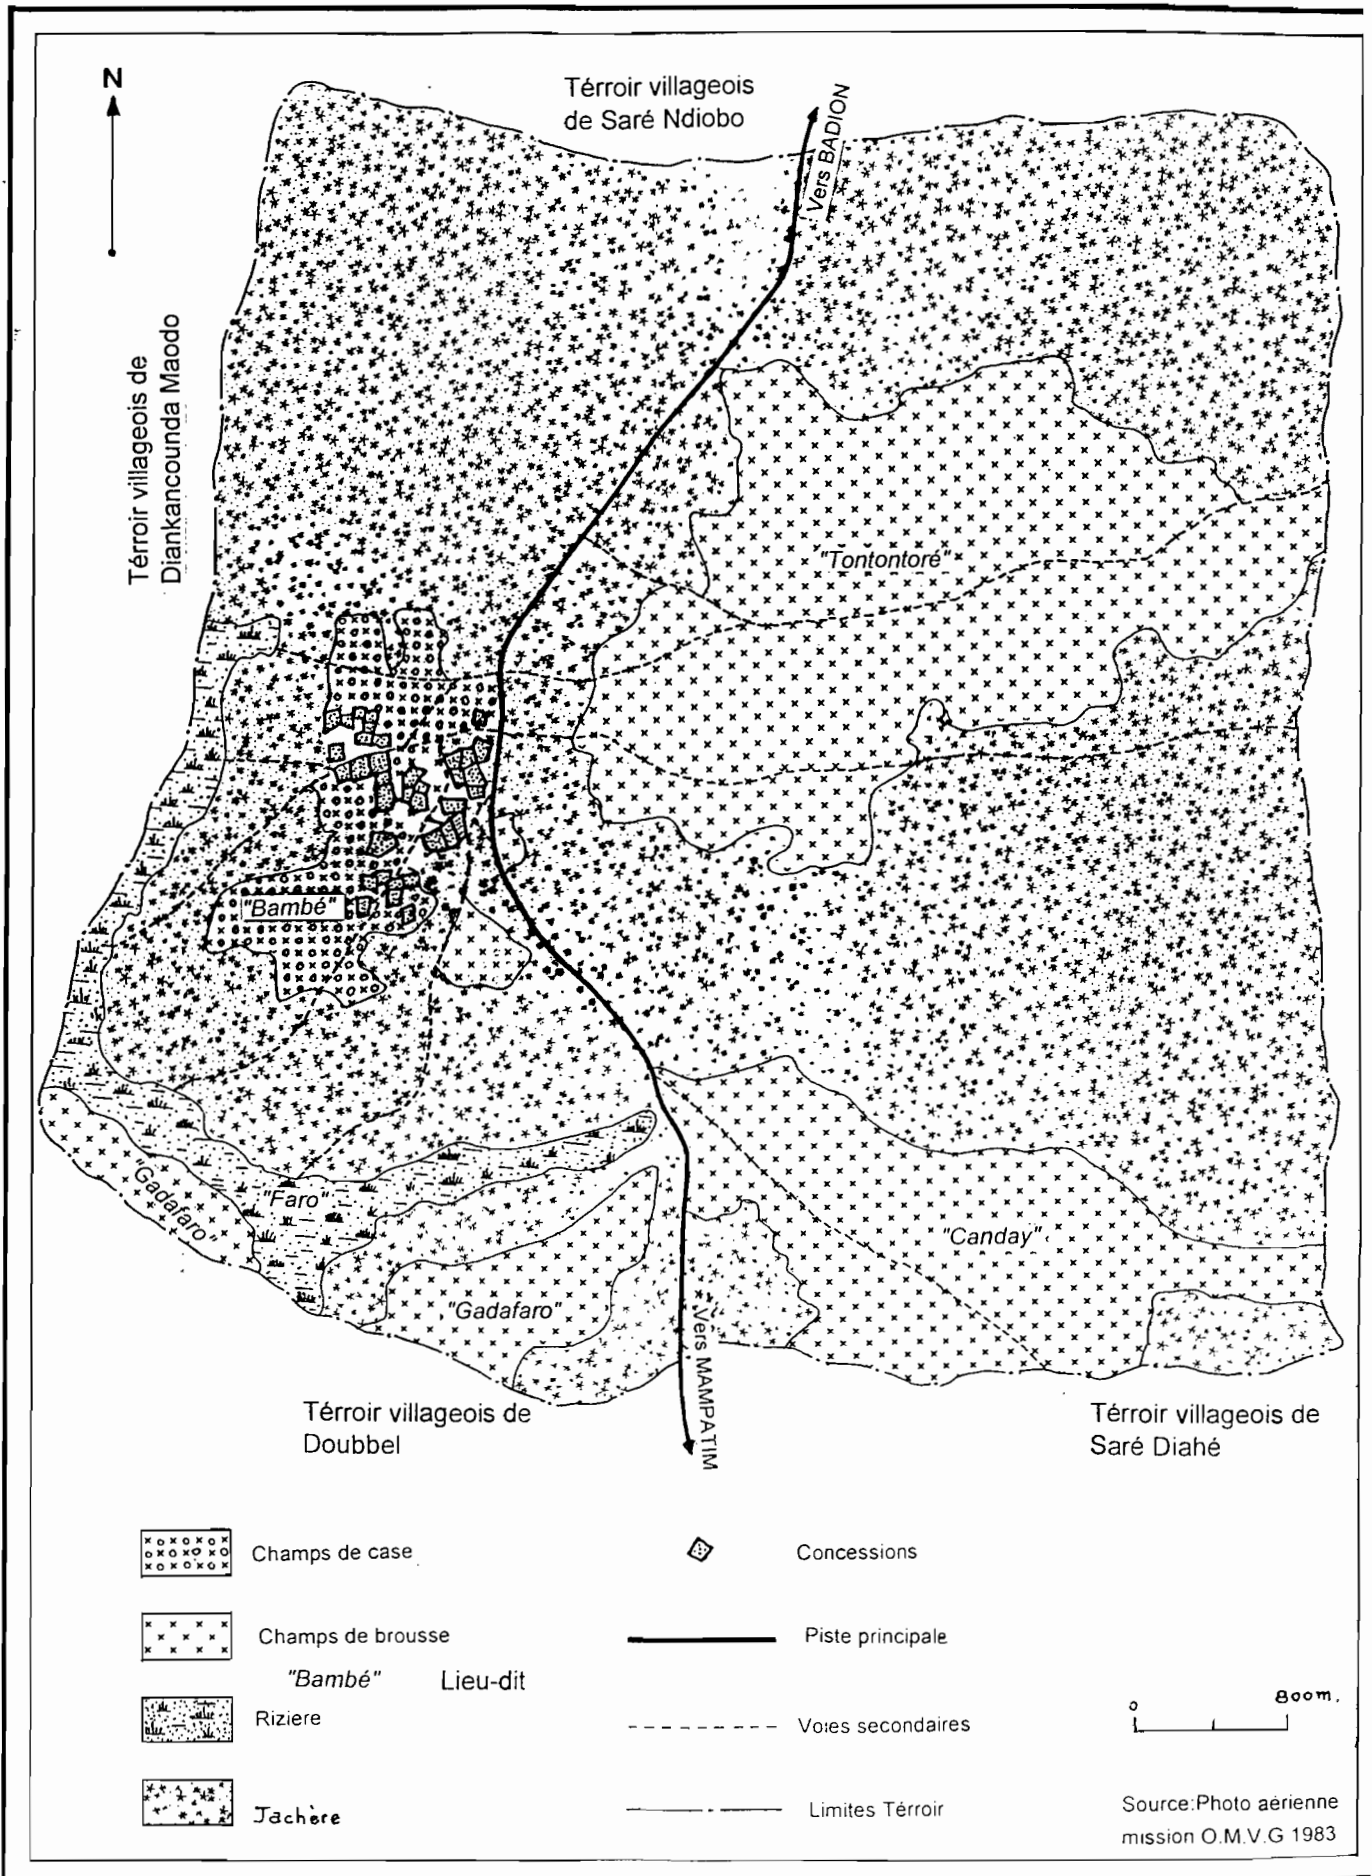 N
Térroir villageois
de Saré Ndiobo
Vers BADION
Térroir villageois de
Diankancounda Maodo
"Tontontoré"
"Bambé"
"Gadafaro"
"Faro"
"Canday"
"Gadafaro"
Vers MAMPATIM
Térroir villageois de
Doubbel
Térroir villageois de
Saré Diahé
Champs de case
Concessions
Champs de brousse
Piste principale
"Bambé" Lieu-dit
Riziere
Voies secondaires
0 800m.
Jachère
Limites Térroir
Source:Photo aérienne
mission O.M.V.G 1983